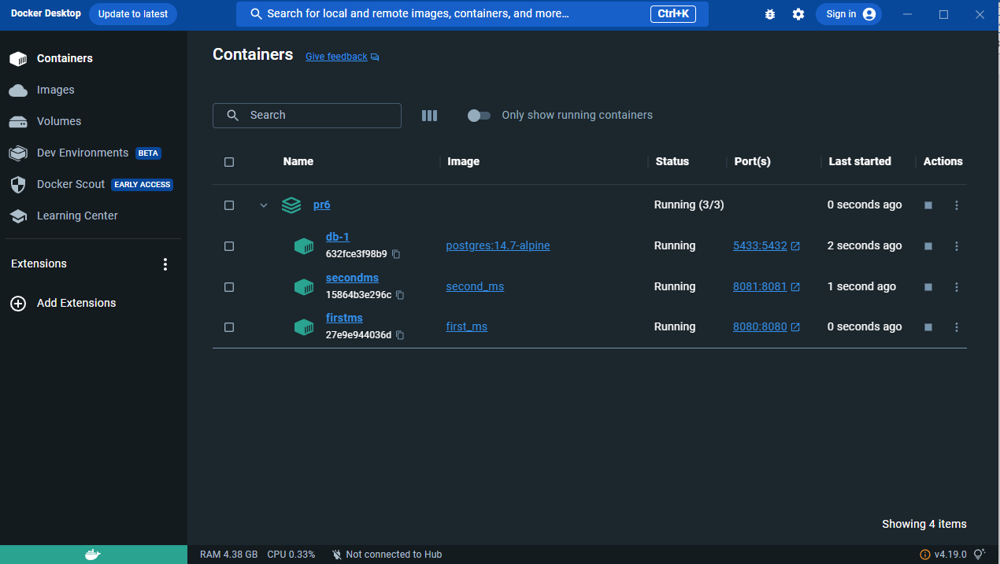 Docker Desktop Update to latest Search for local and remote images, containers, and more... Ctrl+K Sign in
Containers
Images
Volumes
Dev Environments BETA
Docker Scout EARLY ACCESS
Learning Center
Extensions
Add Extensions
Containers Give feedback
Search Only show running containers
Name Image Status Port(s) Last started Actions
pr6 Running (3/3) 0 seconds ago
db-1
632fce3f98b9 postgres:14.7-alpine Running 5433:5432 2 seconds ago
secondms
15864b3e296c second_ms Running 8081:8081 1 second ago
firstms
27e9e944036d first_ms Running 8080:8080 0 seconds ago
Showing 4 items
RAM 4.38 GB CPU 0.33% Not connected to Hub v4.19.0